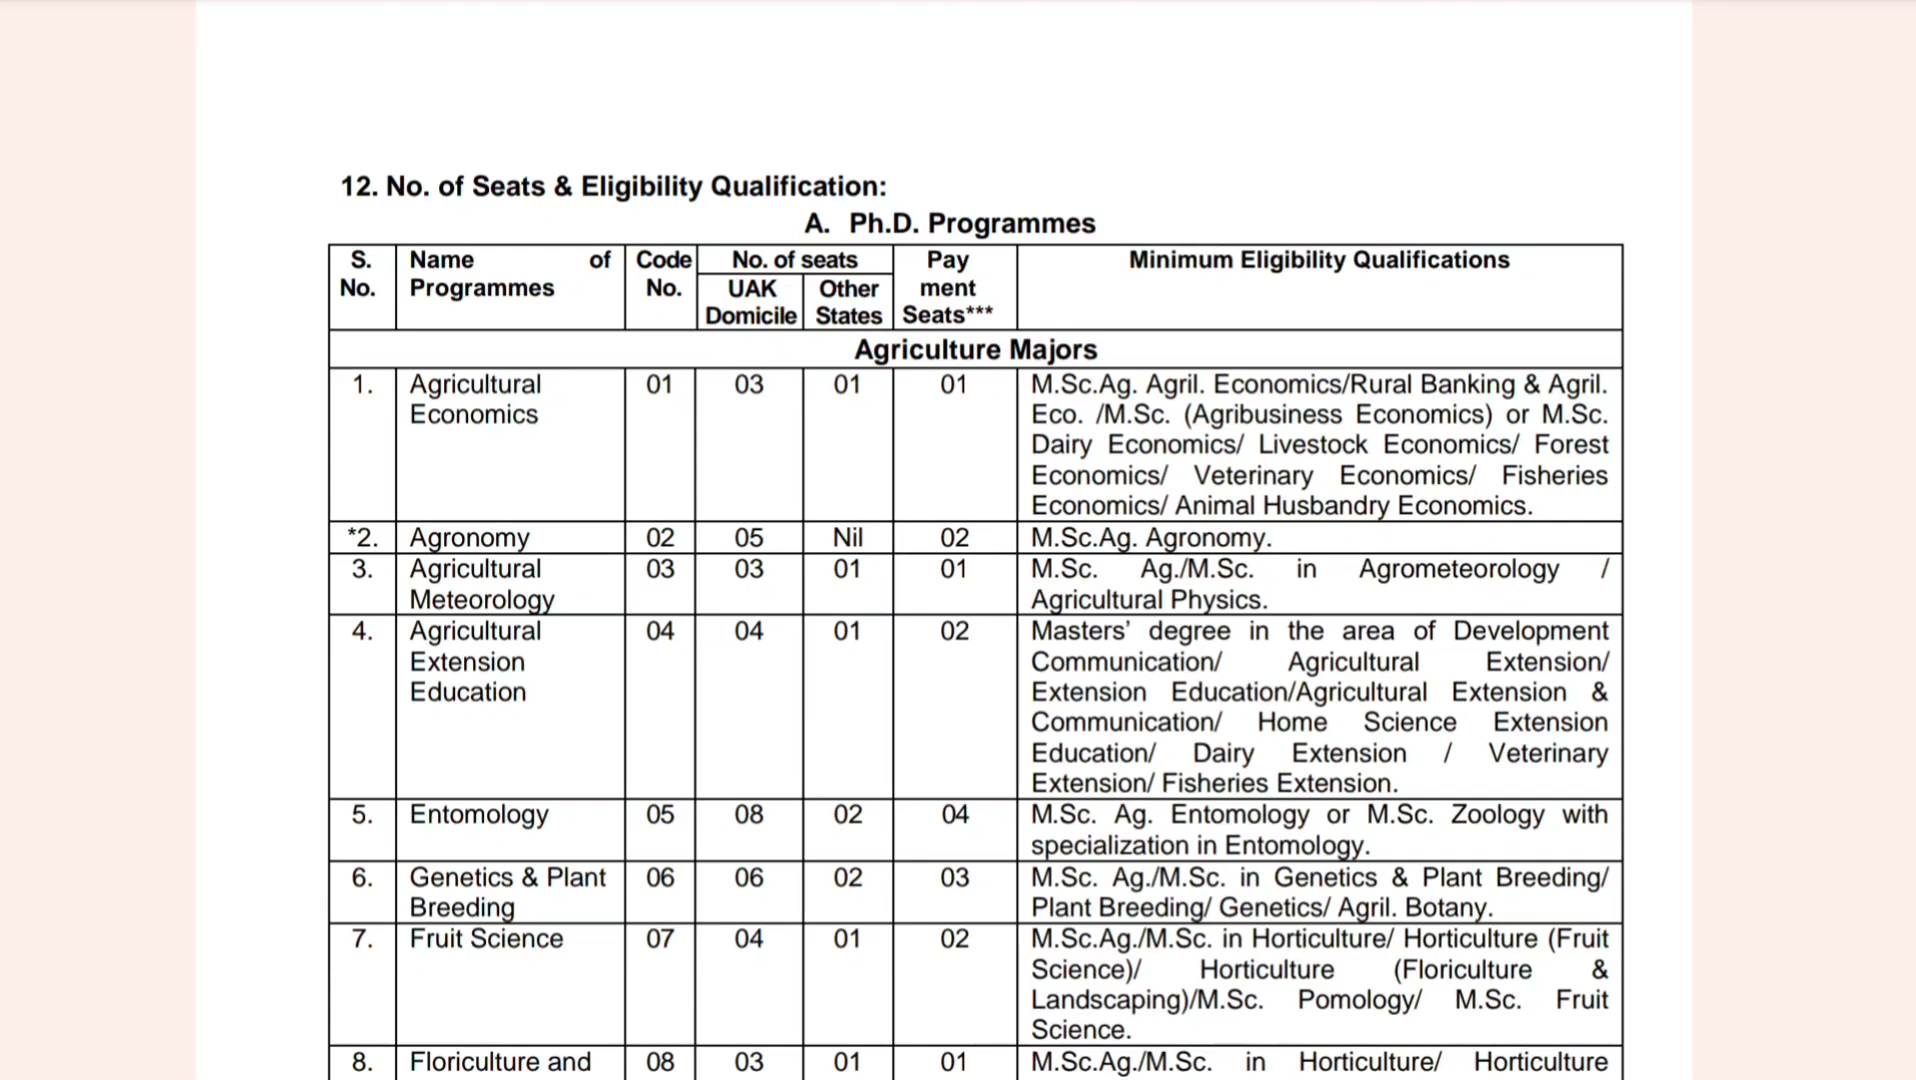 12. No. of Seats & Eligibility Qualification:
A. Ph.D. Programmes
S. No.
Name of Programmes
Code No.
No. of seats
UAK Domicile
Other States
Pay ment Seats***
Minimum Eligibility Qualifications
Agriculture Majors
1. Agricultural Economics 01 03 01 01
M.Sc.Ag. Agril. Economics/Rural Banking & Agril.
Eco. /M.Sc. (Agribusiness Economics) or M.Sc.
Dairy Economics/ Livestock Economics/ Forest
Economics/ Veterinary Economics/ Fisheries
Economics/ Animal Husbandry Economics.
*2. Agronomy 02 05 Nil 02 M.Sc.Ag. Agronomy.
3. Agricultural Meteorology 03 03 01 01
M.Sc. Ag./M.Sc. in Agrometeorology /
Agricultural Physics.
4. Agricultural Extension Education 04 04 01 02
Masters’ degree in the area of Development
Communication/ Agricultural Extension/
Extension Education/Agricultural Extension &
Communication/ Home Science Extension
Education/ Dairy Extension / Veterinary
Extension/ Fisheries Extension.
5. Entomology 05 08 02 04
M.Sc. Ag. Entomology or M.Sc. Zoology with
specialization in Entomology.
6. Genetics & Plant Breeding 06 06 02 03
M.Sc. Ag./M.Sc. in Genetics & Plant Breeding/
Plant Breeding/ Genetics/ Agril. Botany.
7. Fruit Science 07 04 01 02
M.Sc.Ag./M.Sc. in Horticulture/ Horticulture (Fruit
Science)/ Horticulture (Floriculture &
Landscaping)/M.Sc. Pomology/ M.Sc. Fruit
Science.
8. Floriculture and 08 03 01 01
M.Sc.Ag./M.Sc. in Horticulture/ Horticulture